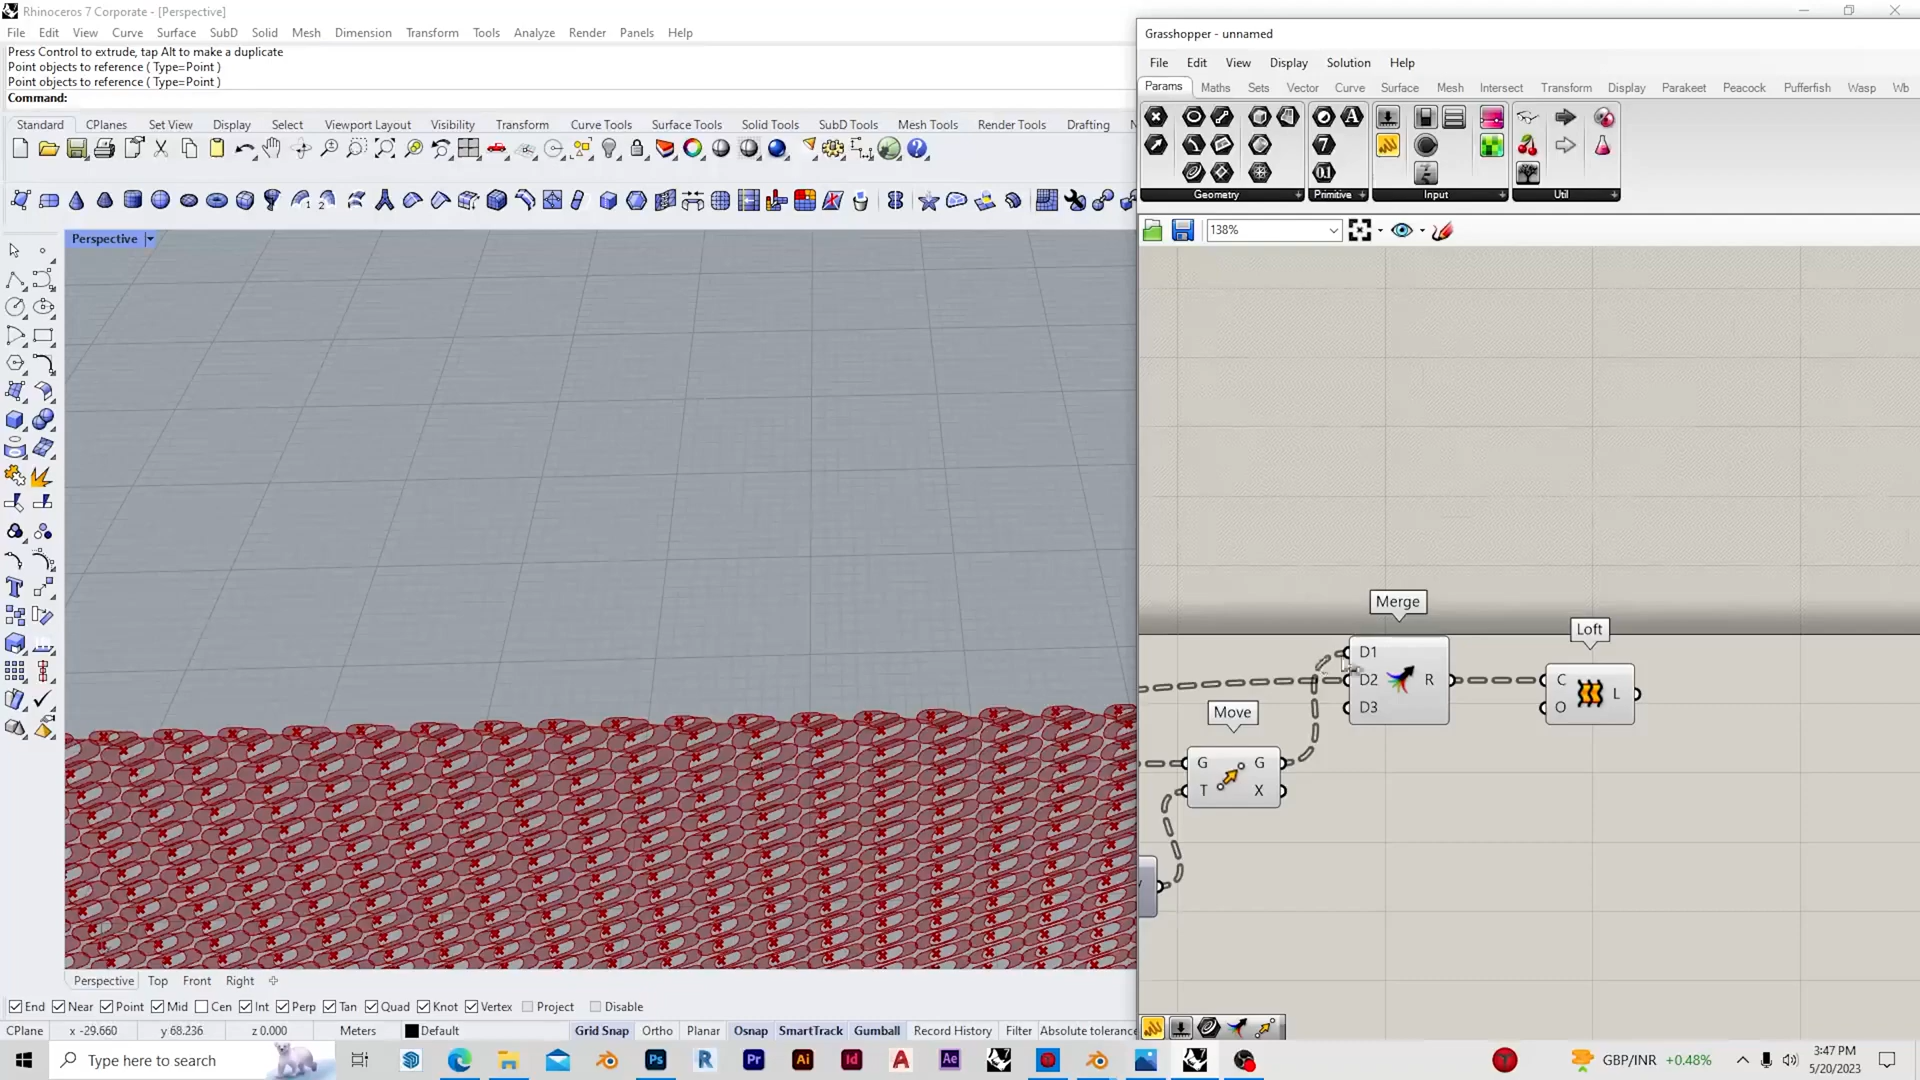 Rhinoceros 7 Corporate - [Perspective]
File Edit View Curve Surface SubD Solid Mesh Dimension Transform Tools Analyze Render Panels Help
Press Control to extrude, tap Alt to make a duplicate
Point objects to reference ( Type=Point )
Point objects to reference ( Type=Point )
Command:
Standard CPlanes Set View Display Select Viewport Layout Visibility Transform Curve Tools Surface Tools Solid Tools SubD Tools Mesh Tools Render Tools Drafting
Perspective
Grasshopper - unnamed
File Edit View Display Solution Help
Params Maths Sets Vector Curve Surface Mesh Intersect Transform Display Parakeet Peacock Pufferfish Wasp Wb
Geometry Primitive Input Util
138%
Merge
D1
D2 R
D3
Loft
C L
O
Move
G G
T X
Perspective Top Front Right
End Near Point Mid Cen Int Perp Tan Quad Knot Vertex Project Disable
CPlane x -29.660 y 68.236 z 0.000 Meters Default Grid Snap Ortho Planar Osnap SmartTrack Gumball Record History Filter Absolute toleranc
Type here to search
GBP/INR +0.48%
3:47 PM
5/20/2023